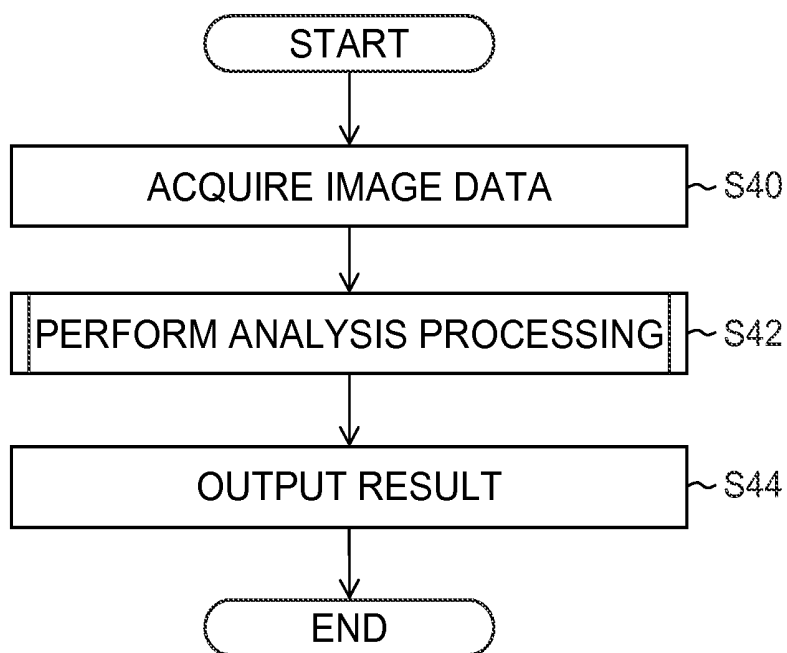 START
ACQUIRE IMAGE DATA
S40
PERFORM ANALYSIS PROCESSING
S42
OUTPUT RESULT
S44
END